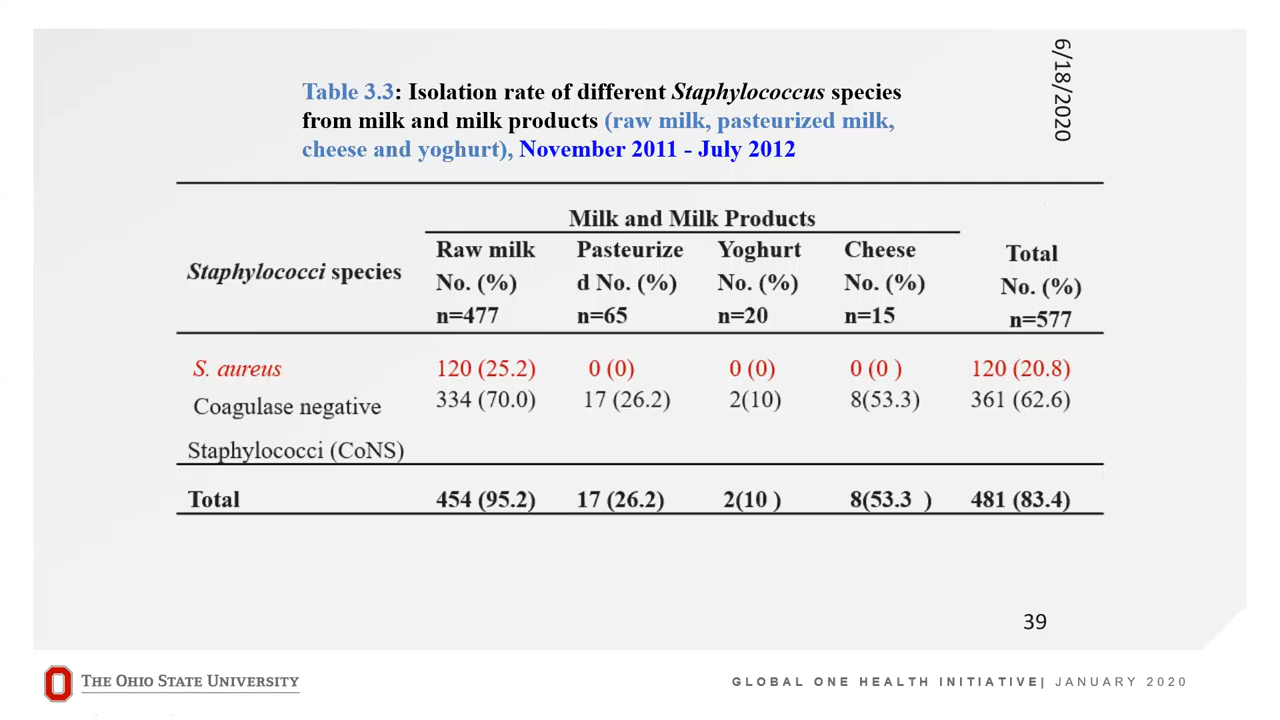 6/18/2020
Table 3.3: Isolation rate of different Staphylococcus species
from milk and milk products (raw milk, pasteurized milk,
cheese and yoghurt), November 2011 - July 2012
Milk and Milk Products
Staphylococci species
Raw milk Pasteurize Yoghurt Cheese Total
No. (%) d No. (%) No. (%) No. (%) No. (%)
n=477 n=65 n=20 n=15 n=577
S. aureus 120 (25.2) 0 (0) 0 (0) 0 (0 ) 120 (20.8)
Coagulase negative 334 (70.0) 17 (26.2) 2(10) 8(53.3) 361 (62.6)
Staphylococci (CoNS)
Total 454 (95.2) 17 (26.2) 2(10 ) 8(53.3 ) 481 (83.4)
39
THE OHIO STATE UNIVERSITY
GLOBAL ONE HEALTH INITIATIVE| JANUARY 2020